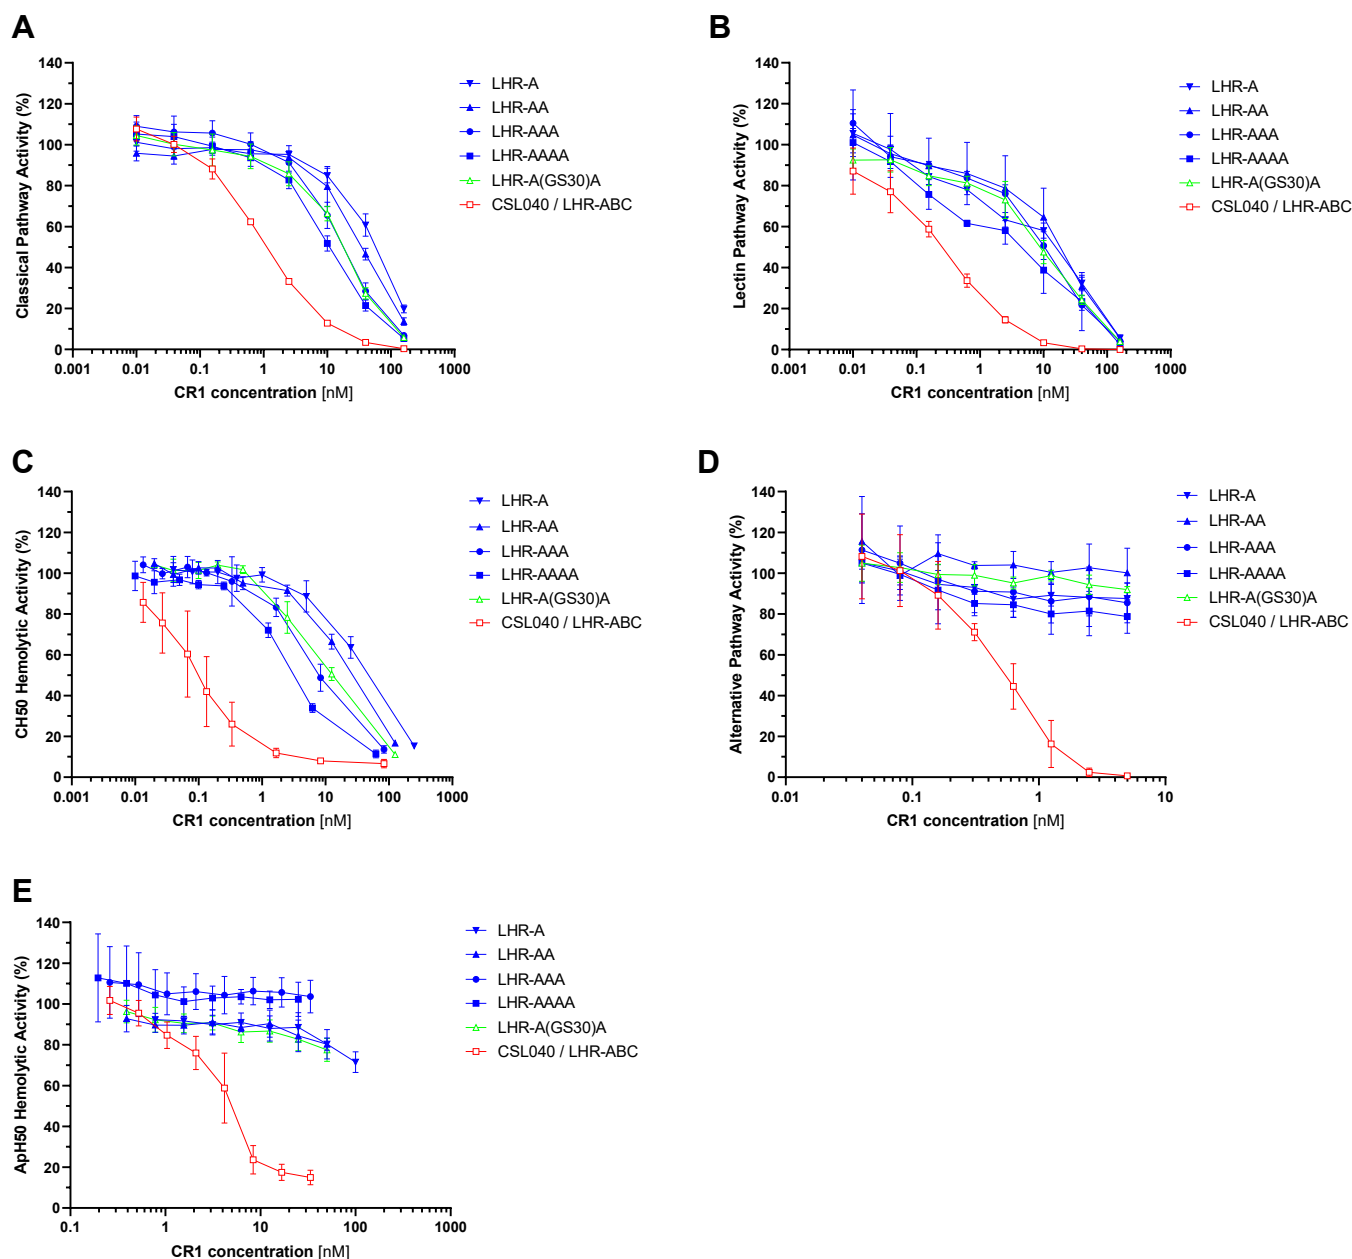 A
Classical Pathway Activity (%)
140
120
100
80
60
40
20
0
0.001
0.01
0.1
1
10
100
1000
CR1 concentration [nM]
LHR-A
LHR-AA
LHR-AAA
LHR-AAAA
LHR-A(GS30)A
CSL040 / LHR-ABC
B
Lectin Pathway Activity (%)
140
120
100
80
60
40
20
0
0.001
0.01
0.1
1
10
100
1000
CR1 concentration [nM]
LHR-A
LHR-AA
LHR-AAA
LHR-AAAA
LHR-A(GS30)A
CSL040 / LHR-ABC
C
CH50 Hemolytic Activity (%)
140
120
100
80
60
40
20
0
0.001
0.01
0.1
1
10
100
1000
CR1 concentration [nM]
LHR-A
LHR-AA
LHR-AAA
LHR-AAAA
LHR-A(GS30)A
CSL040 / LHR-ABC
D
Alternative Pathway Activity (%)
140
120
100
80
60
40
20
0
0.01
0.1
1
10
CR1 concentration [nM]
LHR-A
LHR-AA
LHR-AAA
LHR-AAAA
LHR-A(GS30)A
CSL040 / LHR-ABC
E
ApH50 Hemolytic Activity (%)
140
120
100
80
60
40
20
0
0.1
1
10
100
1000
CR1 concentration [nM]
LHR-A
LHR-AA
LHR-AAA
LHR-AAAA
LHR-A(GS30)A
CSL040 / LHR-ABC